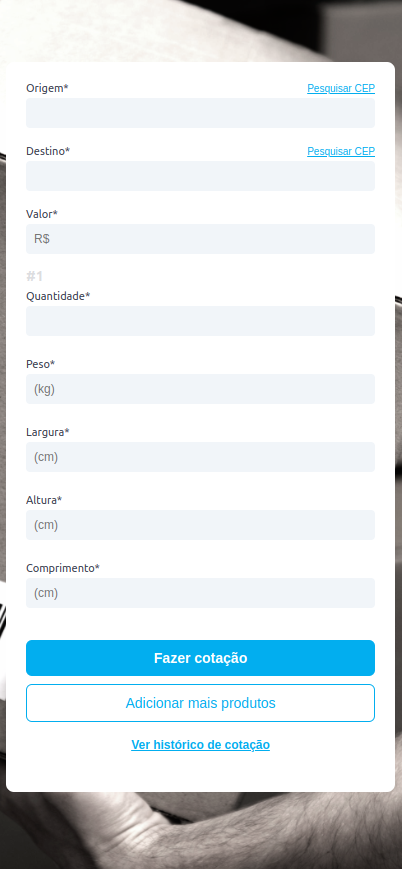 Origem* Pesquisar CEP
Destino* Pesquisar CEP
Valor*
R$
#1
Quantidade*
Peso*
(kg)
Largura*
(cm)
Altura*
(cm)
Comprimento*
(cm)
Fazer cotação
Adicionar mais produtos
Ver histórico de cotação